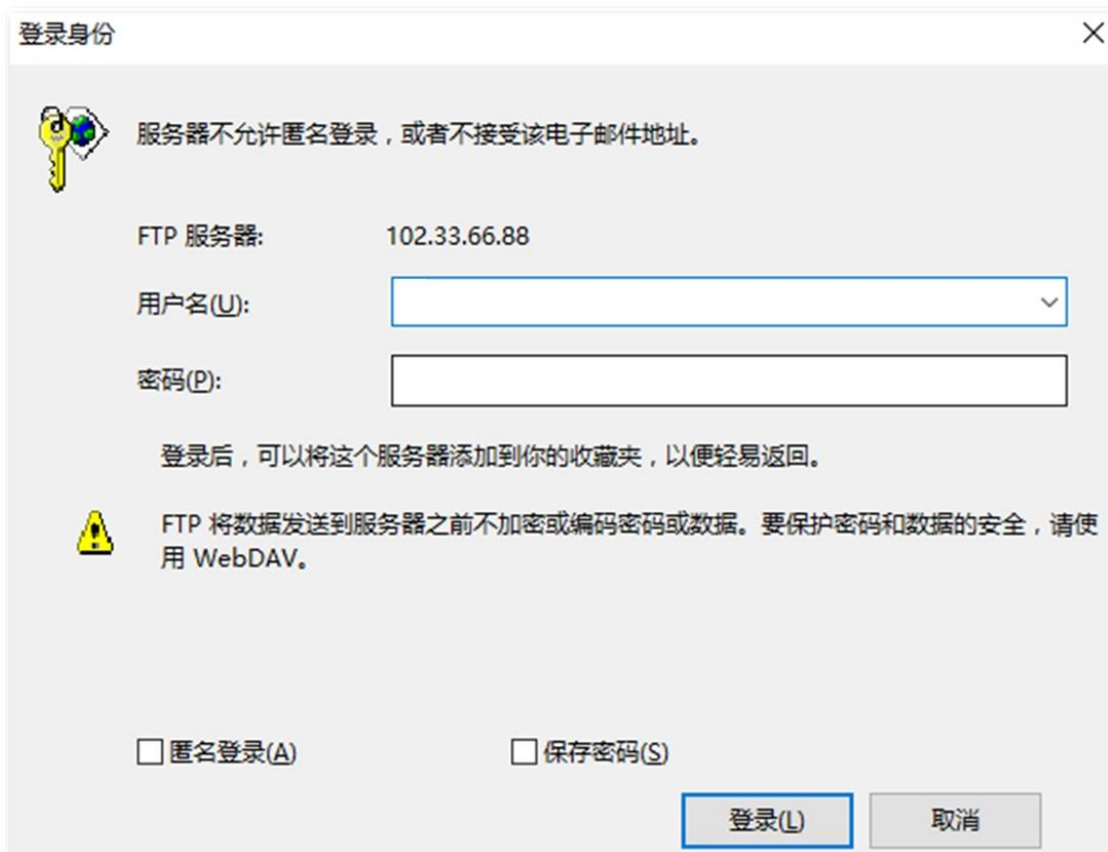 登录身份
服务器不允许匿名登录，或者不接受该电子邮件地址。
FTP 服务器: 102.33.66.88
用户名(U):
密码(P):
登录后，可以将这个服务器添加到你的收藏夹，以便轻易返回。
FTP 将数据发送到服务器之前不加密或编码密码或数据。要保护密码和数据的安全，请使
用 WebDAV。
匿名登录(A) 保存密码(S)
登录(L) 取消